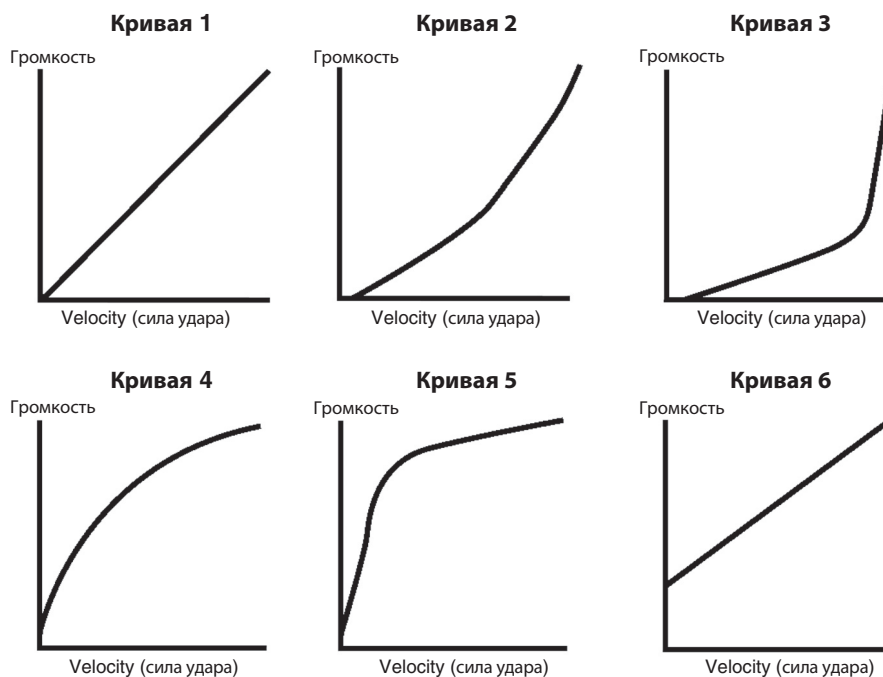 Кривая 1
Кривая 2
Кривая 3
Громкость
Громкость
Громкость
Velocity (сила удара)
Velocity (сила удара)
Velocity (сила удара)
Кривая 4
Кривая 5
Кривая 6
Громкость
Громкость
Громкость
Velocity (сила удара)
Velocity (сила удара)
Velocity (сила удара)